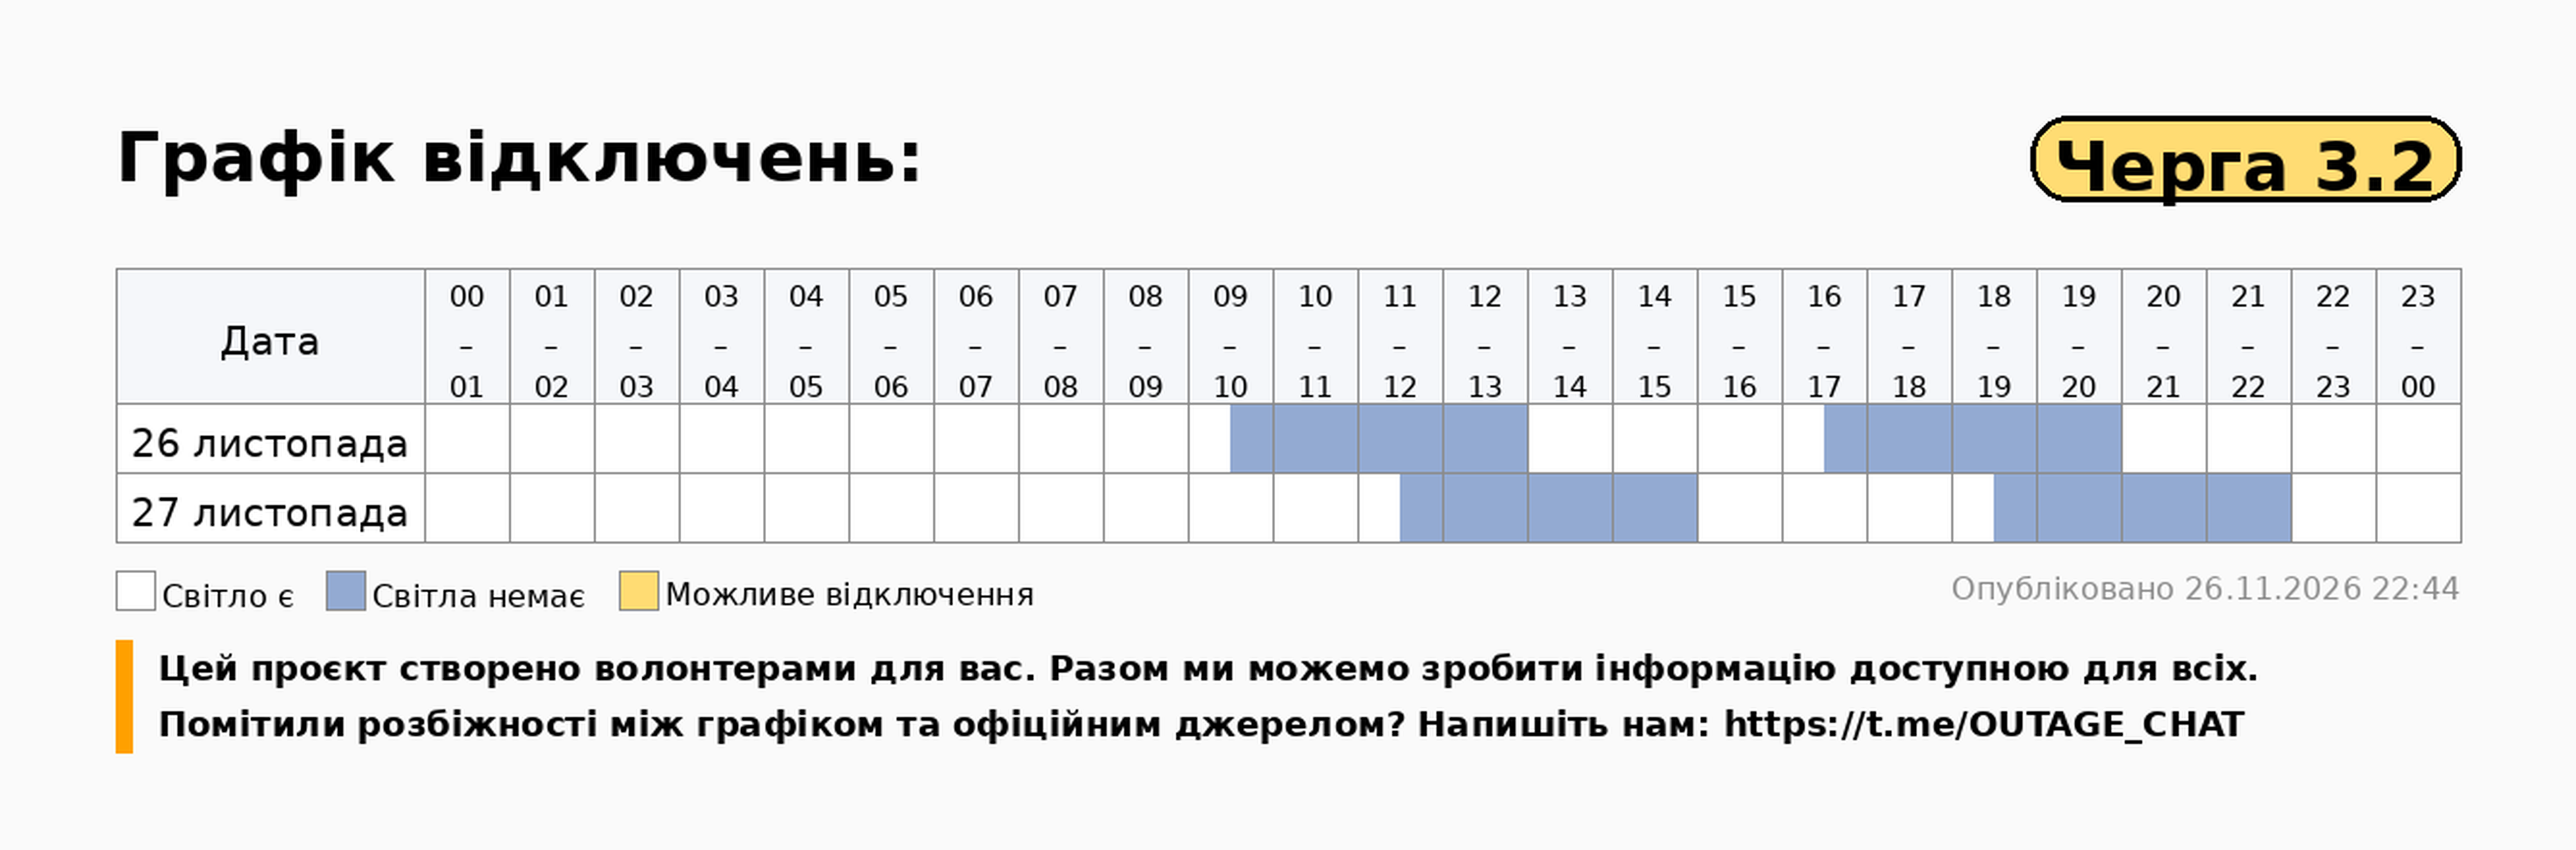 Графік відключень:
Черга 3.2
Дата 00 – 01 01 – 02 02 – 03 03 – 04 04 – 05 05 – 06 06 – 07 07 – 08 08 – 09 09 – 10 10 – 11 11 – 12 12 – 13 13 – 14 14 – 15 15 – 16 16 – 17 17 – 18 18 – 19 19 – 20 20 – 21 21 – 22 22 – 23 23 – 00
26 листопада
27 листопада
Світло є Світла немає Можливе відключення
Опубліковано 26.11.2026 22:44
Цей проєкт створено волонтерами для вас. Разом ми можемо зробити інформацію доступною для всіх.
Помітили розбіжності між графіком та офіційним джерелом? Напишіть нам: https://t.me/OUTAGE_CHAT